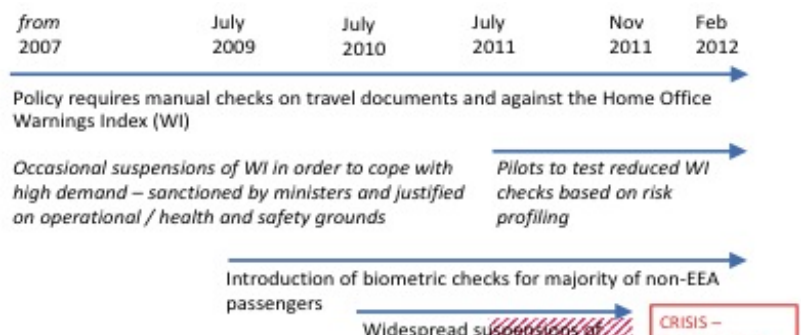 from July July July Nov Feb
2007 2009 2010 2011 2011 2012
Policy requires manual checks on travel documents and against the Home Office
Warnings Index (WI)
Occasional suspensions of WI in order to cope with
high demand – sanctioned by ministers and justified
on operational / health and safety grounds
Pilots to test reduced WI
checks based on risk
profiling
Introduction of biometric checks for majority of non-EEA
passengers
Widespread suspensions of
CRISIS –